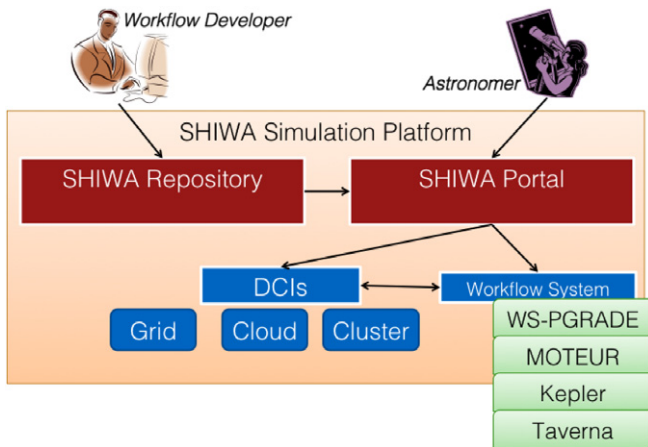 Workflow Developer
Astronomer
SHIWA Simulation Platform
SHIWA Repository
SHIWA Portal
DCIs
Workflow System
Grid
Cloud
Cluster
WS-PGRADE
MOTEUR
Kepler
Taverna